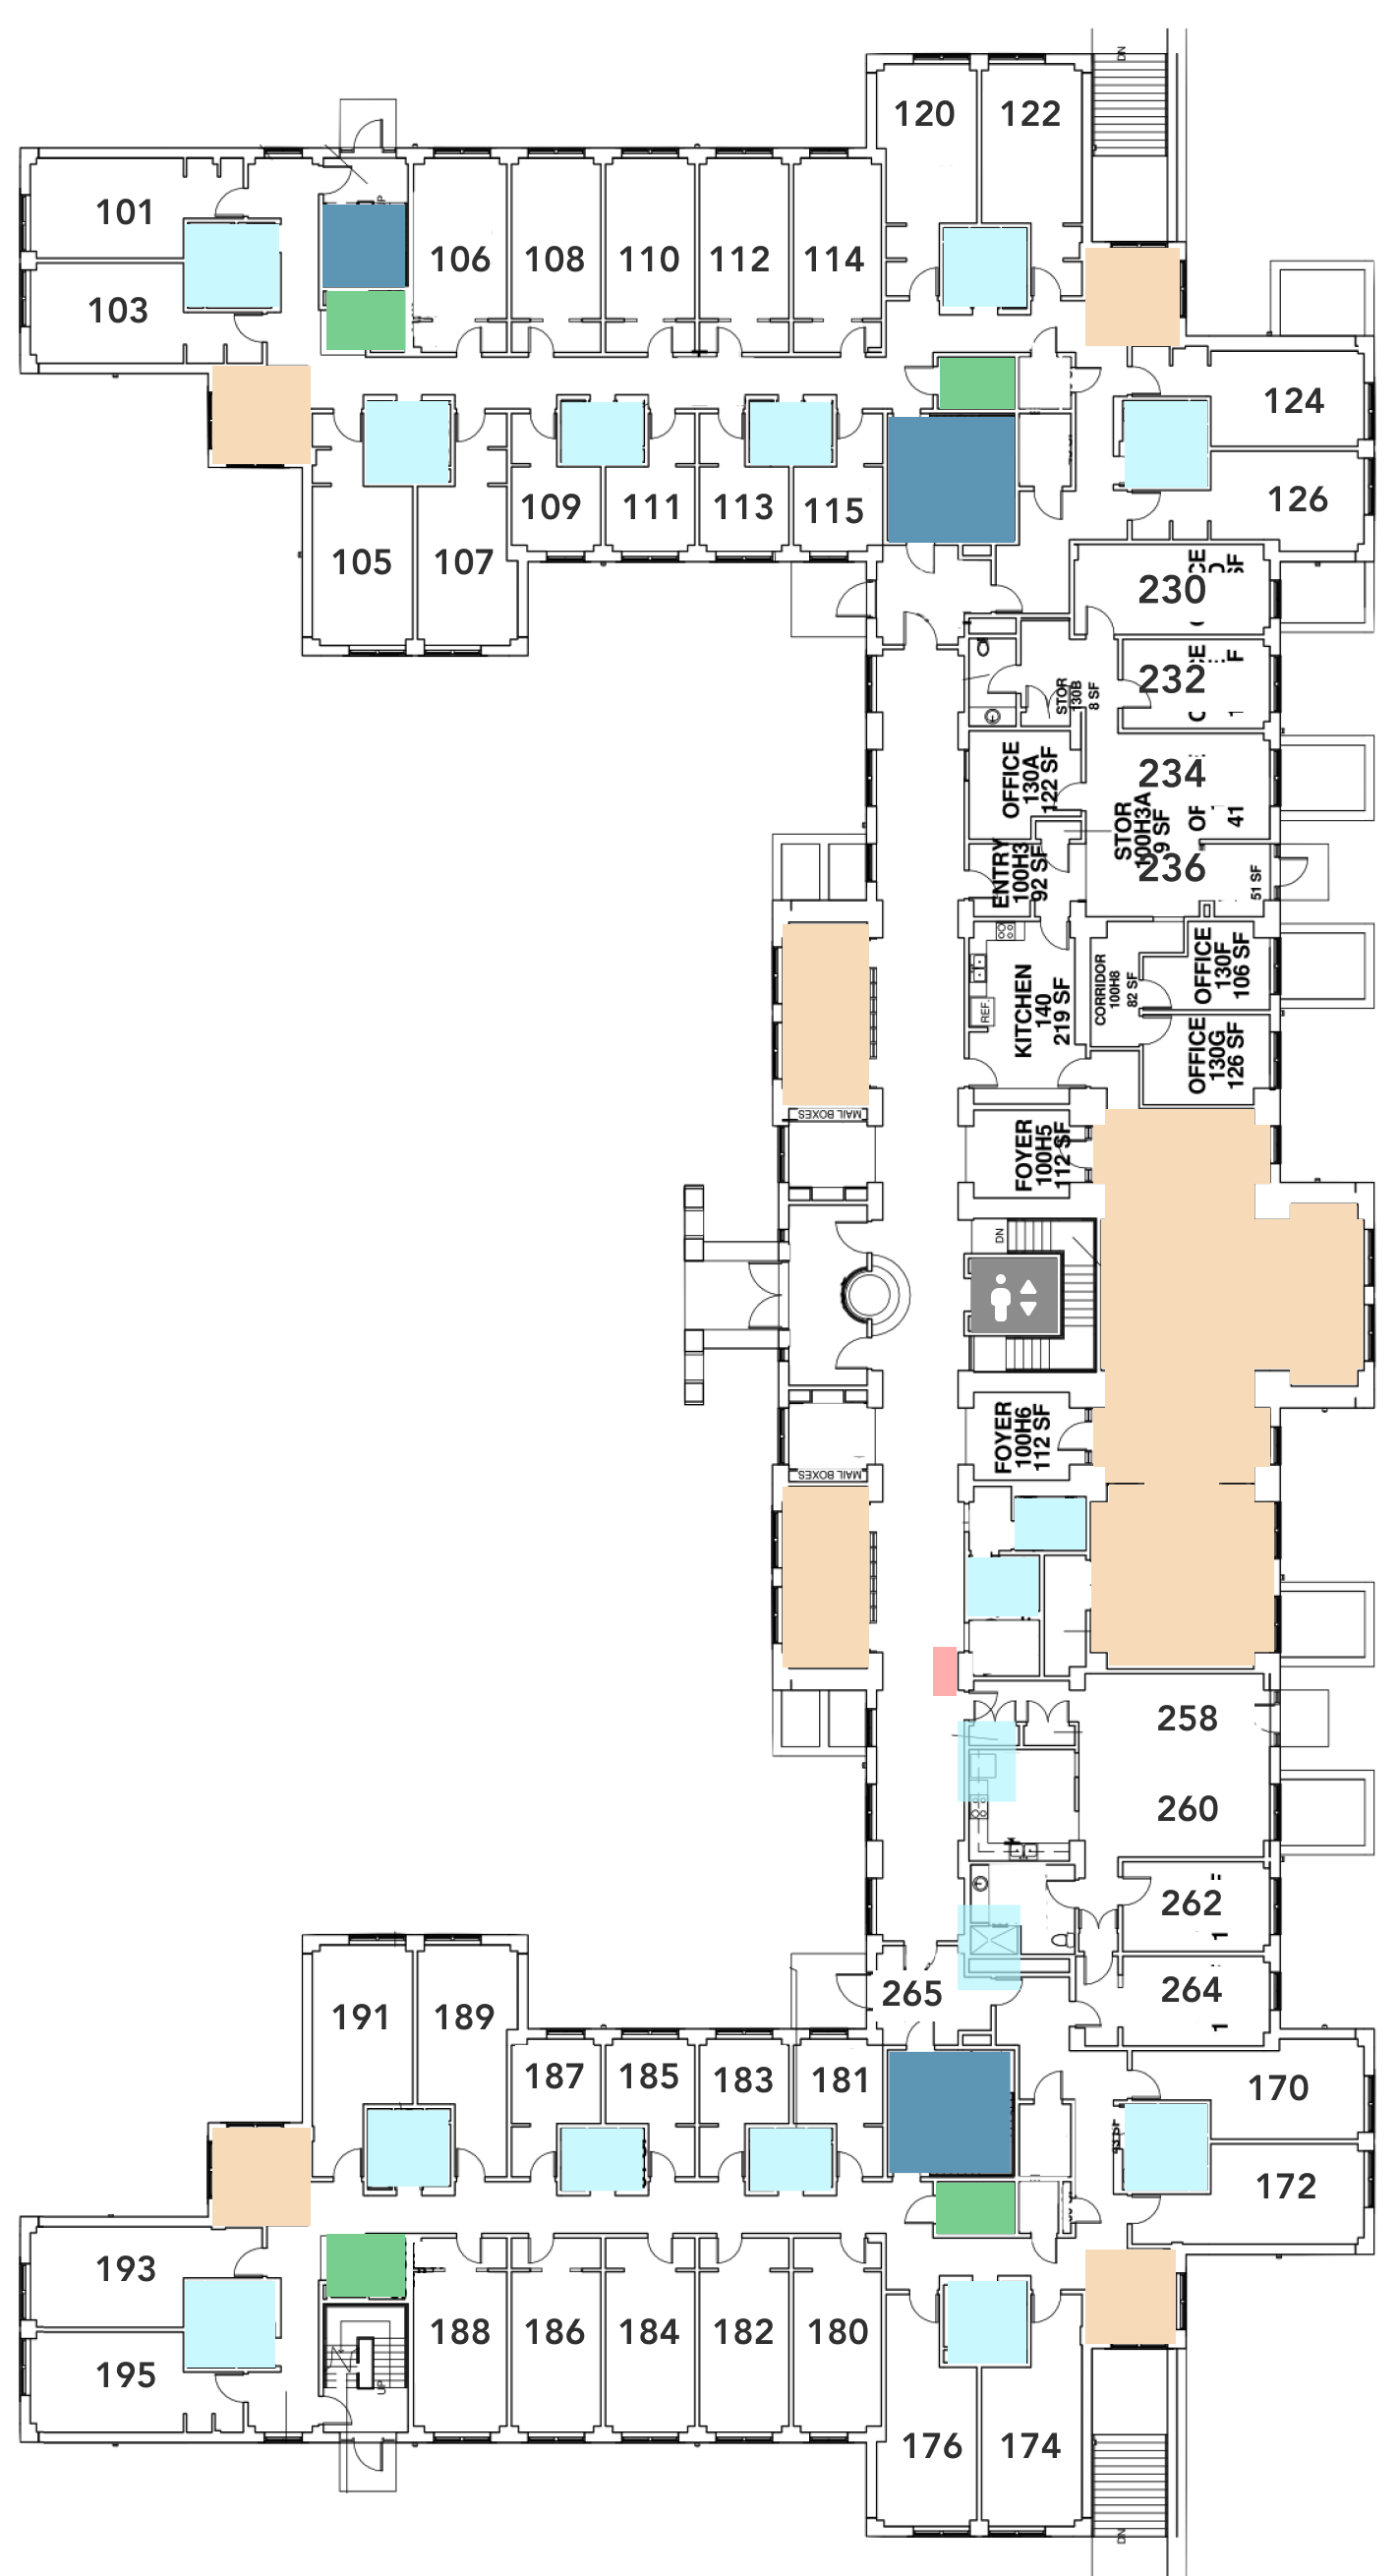 DN
120 122
101
106 108 110 112 114
103
124
126
109 111 113 115
105 107
230
232
STOR
130B
8 SF
OFFICE
130A
122 SF
234
STOR
100H3A
9 SF
OF
41
236
ENTRY
100H3
92 SF
51 SF
KITCHEN
140
219 SF
REF.
CORRIDOR
100H8
82 SF
OFFICE
130F
106 SF
OFFICE
130G
126 SF
MAIL BOXES
FOYER
100H5
112 SF
DN
FOYER
100H6
112 SF
MAIL BOXES
258
260
262
1
264
1
265
191 189
187 185 183 181
170
172
193
188 186 184 182 180
195
UP
176 174
DN